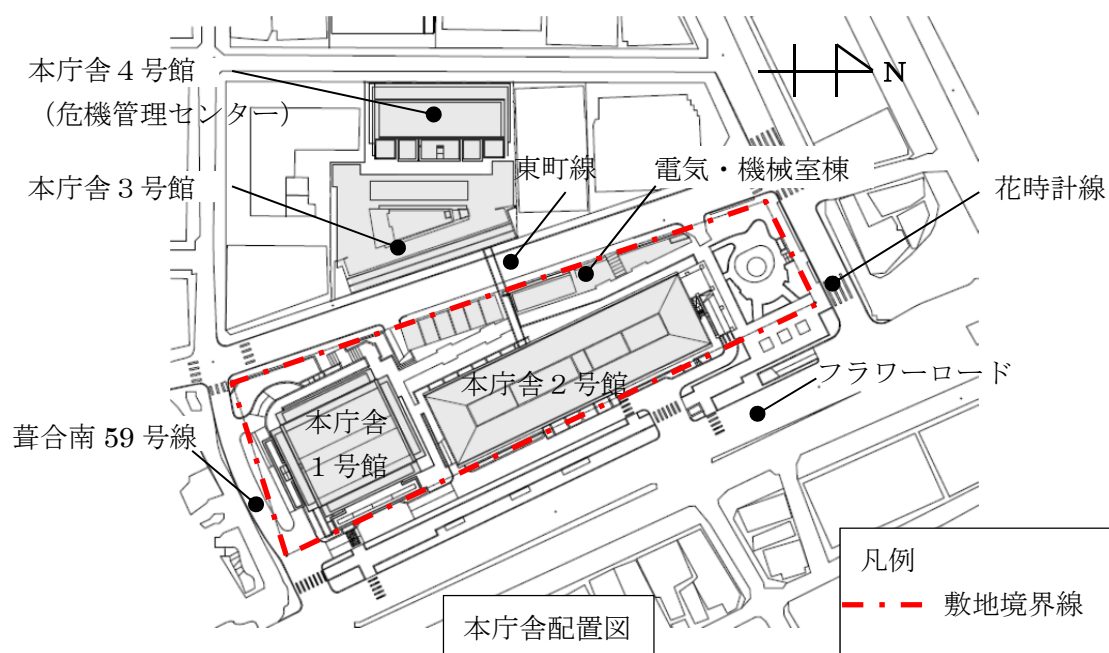 本庁舎4号館
(危機管理センター)
N
本庁舎3号館
東町線
電気・機械室棟
花時計線
本庁舎2号館
フラワーロード
本庁舎
1号館
葺合南 59 号線
凡例
敷地境界線
本庁舎配置図